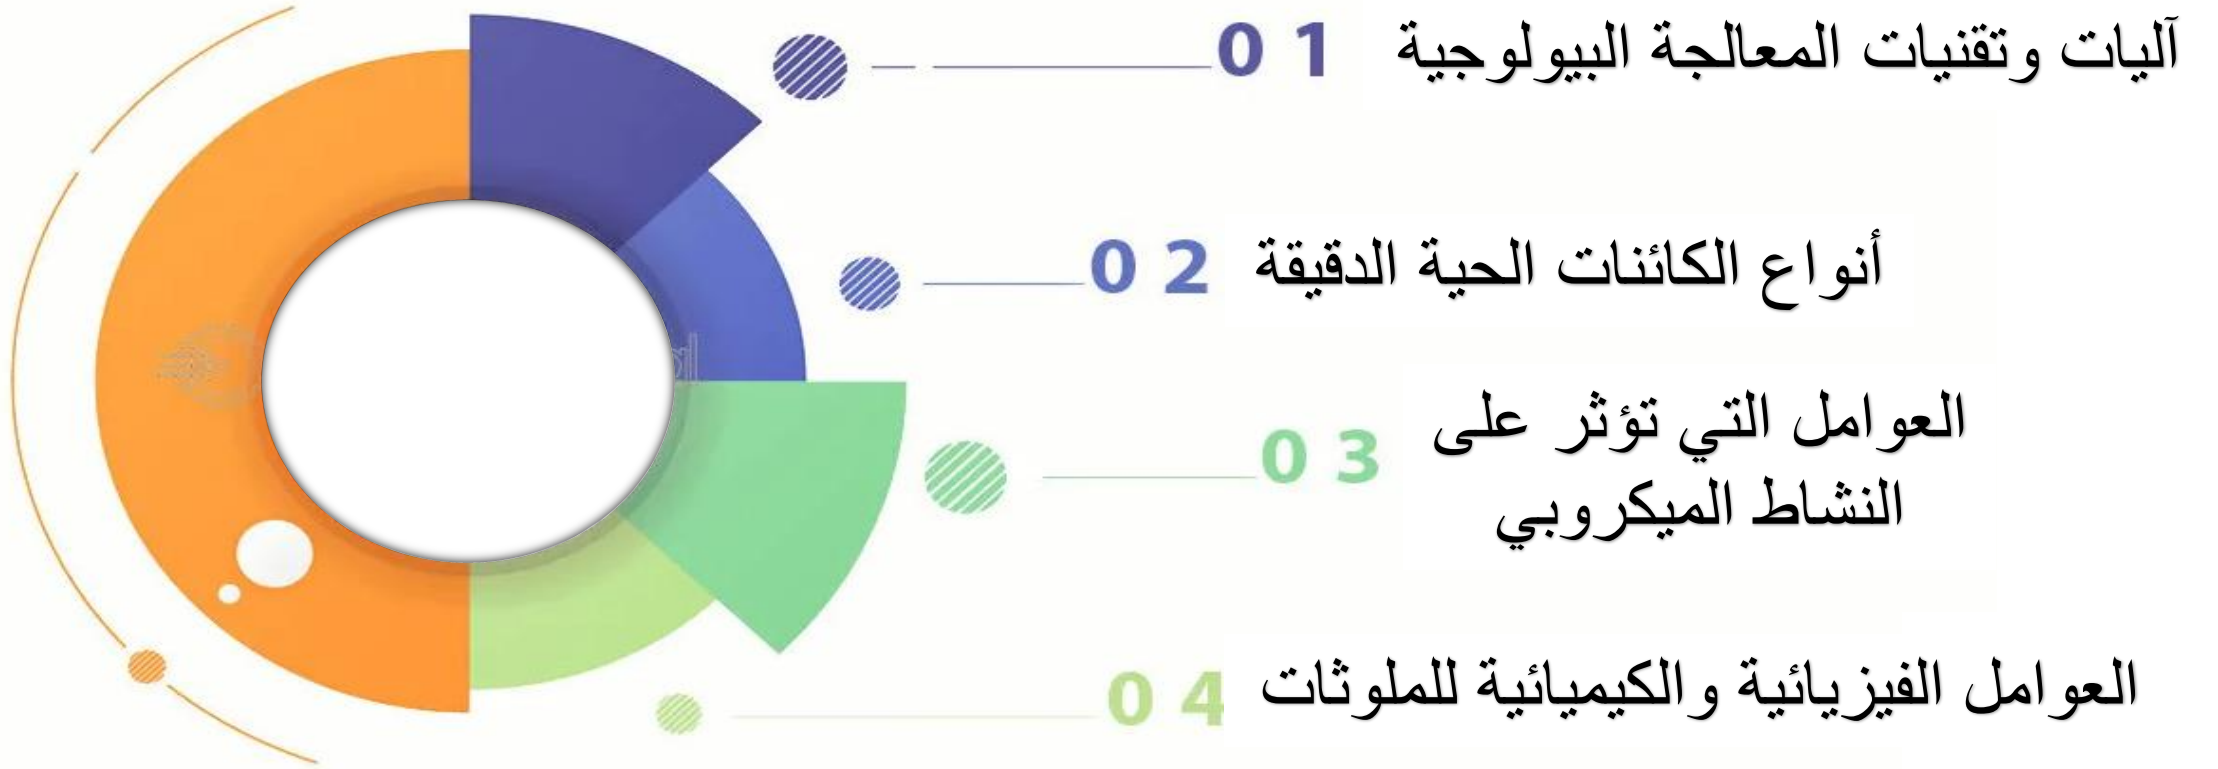 01 آليات وتقنيات المعالجة البيولوجية
02 أنواع الكائنات الحية الدقيقة
03 العوامل التي تؤثر على
النشاط الميكروبي
04 العوامل الفيزيائية والكيميائية للملوثات